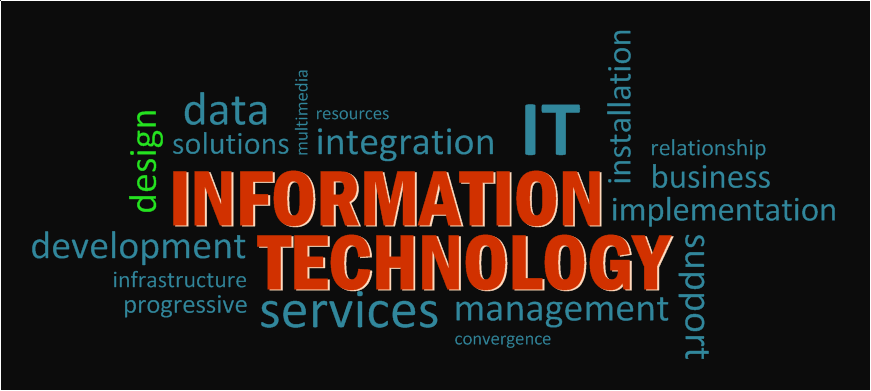 design
data
solutions
multimedia
resources
integration
IT
installation
relationship
business
implementation
INFORMATION
TECHNOLOGY
development
infrastructure
progressive
services
management
convergence
support